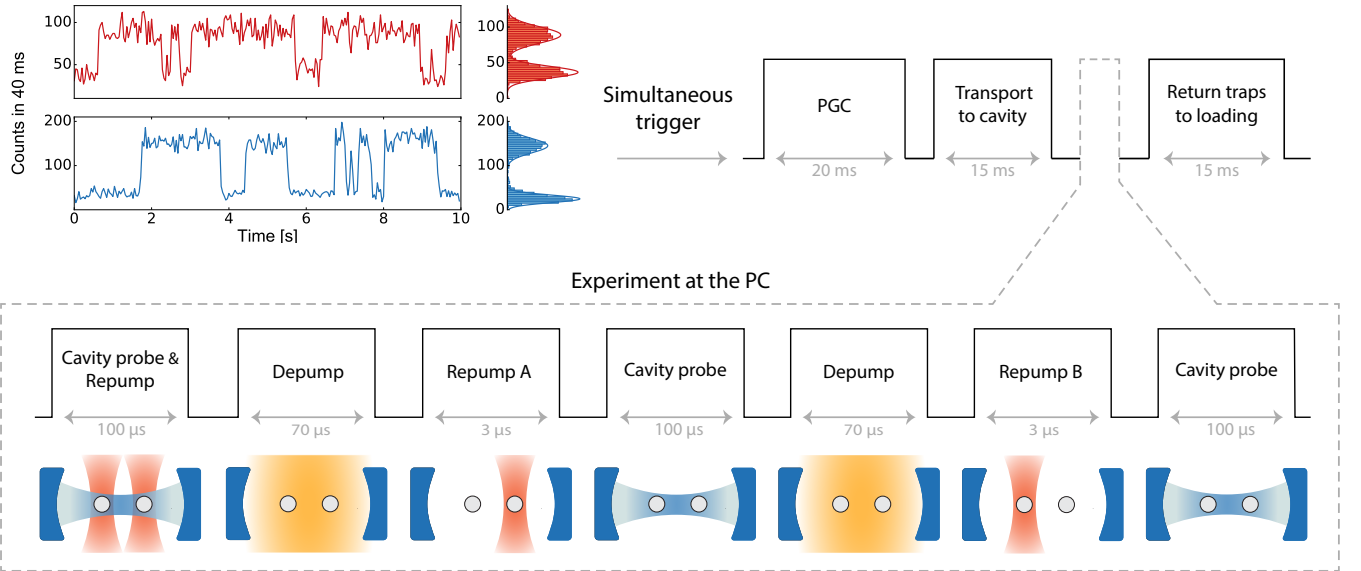 Counts in 40 ms
100
50
200
100
0
2
4
6
8
10
Time [s]
100
50
0
200
100
0
Simultaneous
trigger
PGC
20 ms
Transport
to cavity
15 ms
Return traps
to loading
15 ms
Experiment at the PC
Cavity probe &
Repump
100 µs
Depump
70 µs
Repump A
3 µs
Cavity probe
100 µs
Depump
70 µs
Repump B
3 µs
Cavity probe
100 µs